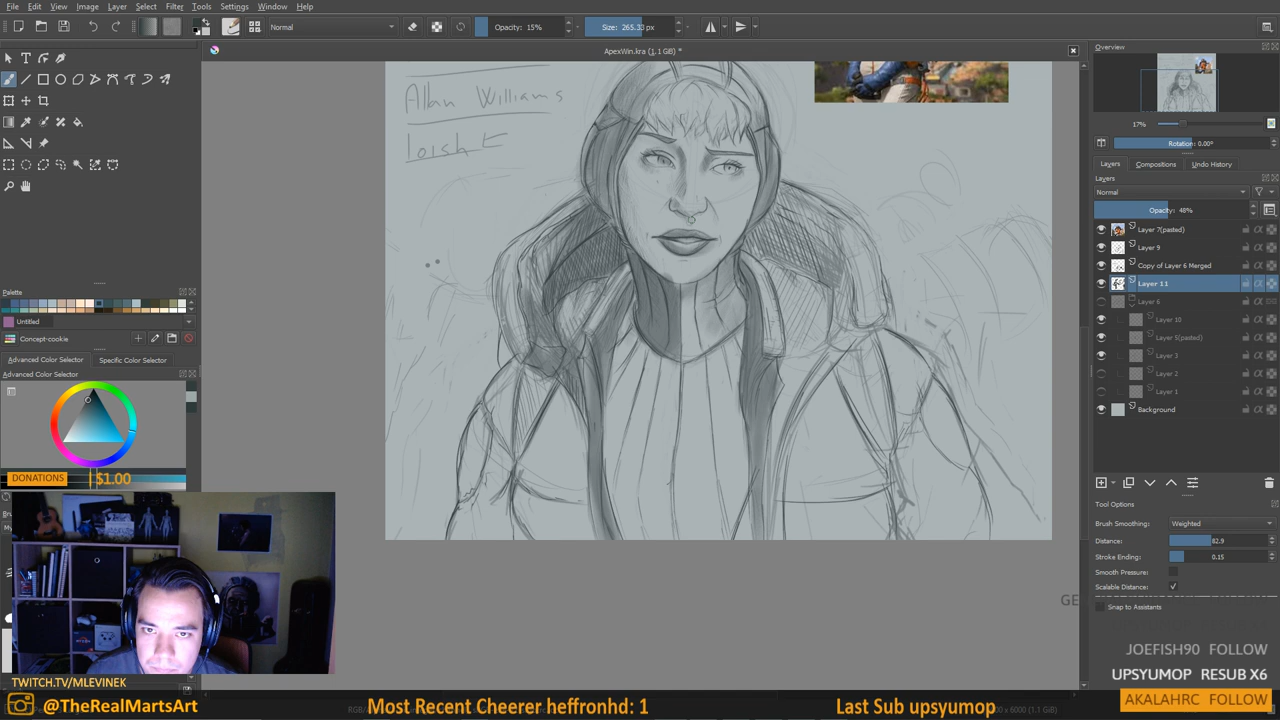 File Edit View Image Layer Select Filter Tools Settings Window Help
Normal
Opacity: 15%
Size: 265.33 px
ApexWin.kra (1.1 GB) *
Overview
17%
Rotation: 0.00°
Layers Compositions Undo History
Layers
Normal
Opacity: 48%
Layer 7(pasted)
Layer 9
Copy of Layer 6 Merged
Layer 11
Layer 6
Layer 10
Layer 5(pasted)
Layer 3
Layer 2
Layer 1
Background
Tool Options
Brush Smoothing: Weighted
Distance: 82.9
Stroke Ending: 0.15
Smooth Pressure:
Scalable Distance:
Snap to Assistants
Allan Williams
loish
Palette
Untitled
Concept-cookie
Advanced Color Selector Specific Color Selector
Advanced Color Selector
DONATIONS $1.00
GE
JOEFISH90 FOLLOW
UPSYUMOP RESUB X6
AKALAHRC FOLLOW
TWITCH.TV/MLEVINEK
@TheRealMartsArt
Most Recent Cheerer heffronhd: 1
Last Sub upsyumop